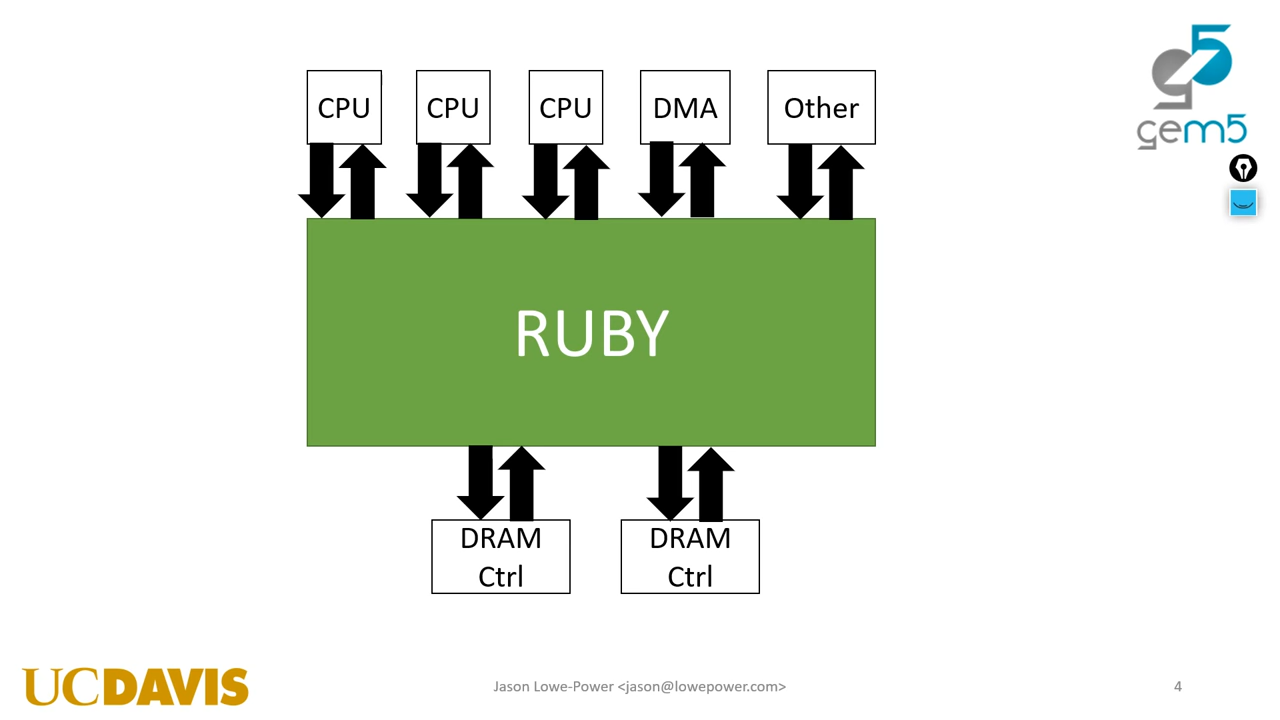 CPU
CPU
CPU
DMA
Other
gem5
RUBY
DRAM
Ctrl
DRAM
Ctrl
UCDAVIS
Jason Lowe-Power <jason@lowepower.com>
4